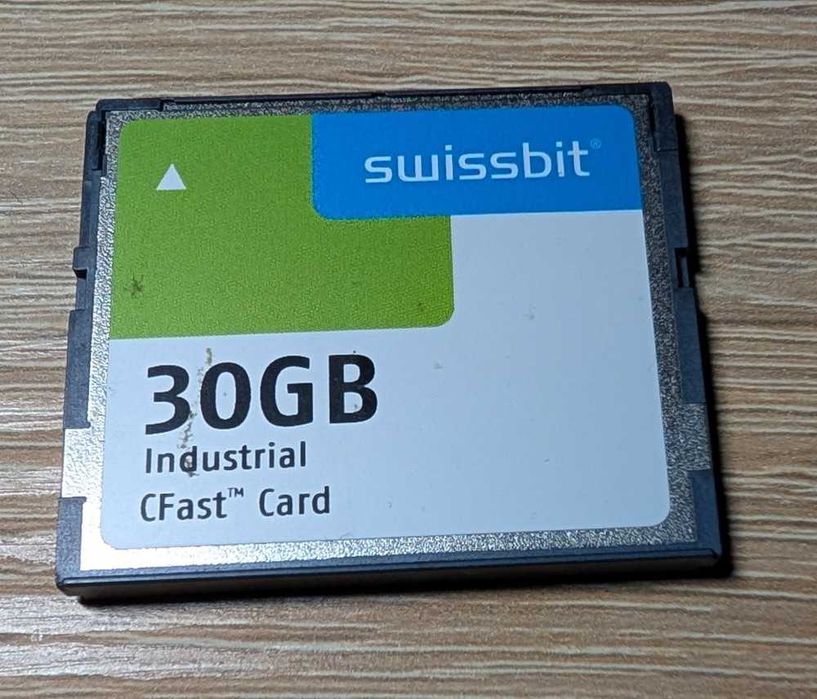 swissbit®
30GB
Industrial
CFast™ Card